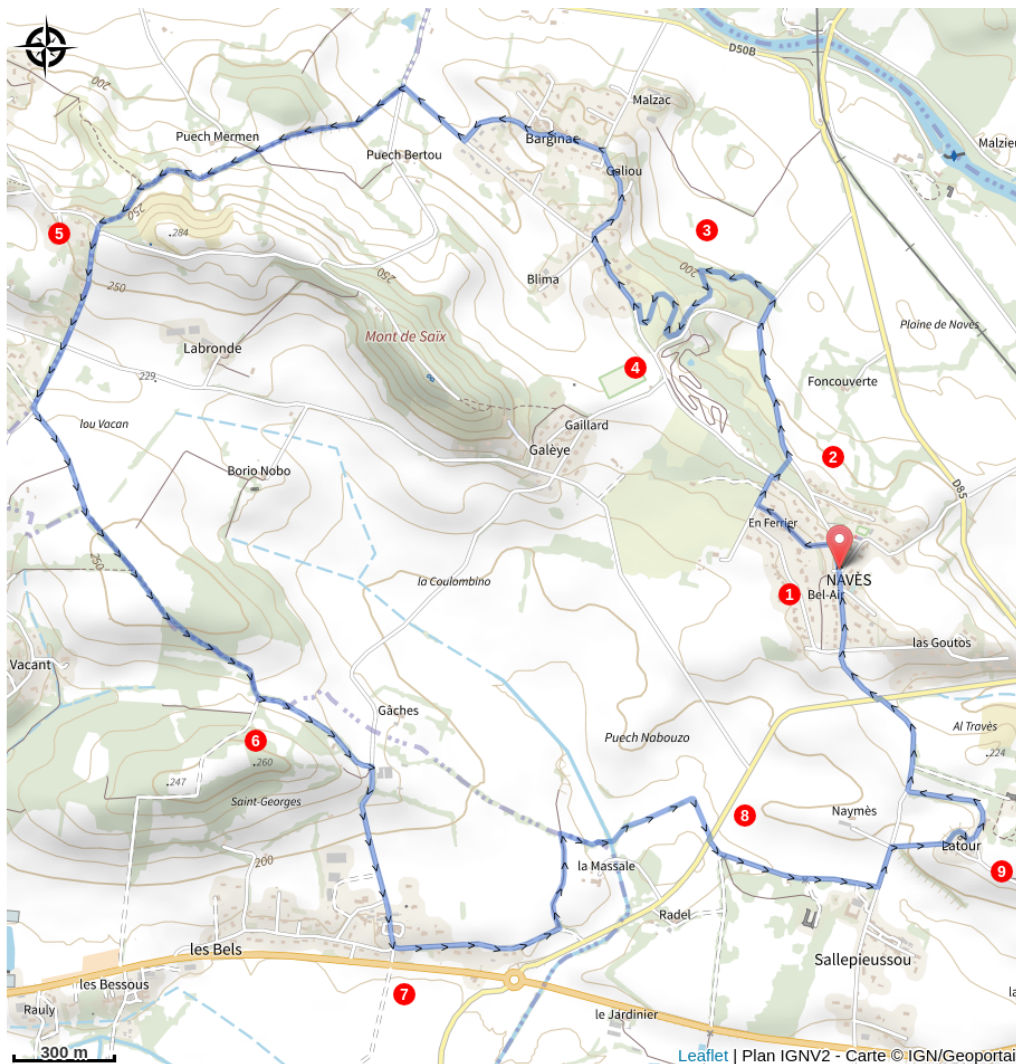 D50B
200
Malzac
Puech Mermen
Barginac
Malzieu
Puech Bertou
Galiou
250
5
284
3
250
200
Blima
250
Mont de Saïx
Plaine de Navès
Labronde
4
229
Foncouverte
lou Vacan
Gaillard
Galèye
2
Borio Nobo
D85
En Ferrier
250
NAVÈS
la Coulombino
1
Bel-Air
las Goutos
Vacant
Gâches
6
Puech Nabouzo
Al Travès
224
260
247
Saint-Georges
8
Naymès
200
Latour
la Massale
9
Radel
les Bels
Sallepieussou
les Bessous
7
la
Rauly
le Jardinier
300 m
Leaflet | Plan IGNV2 - Carte © IGN/Geoportai